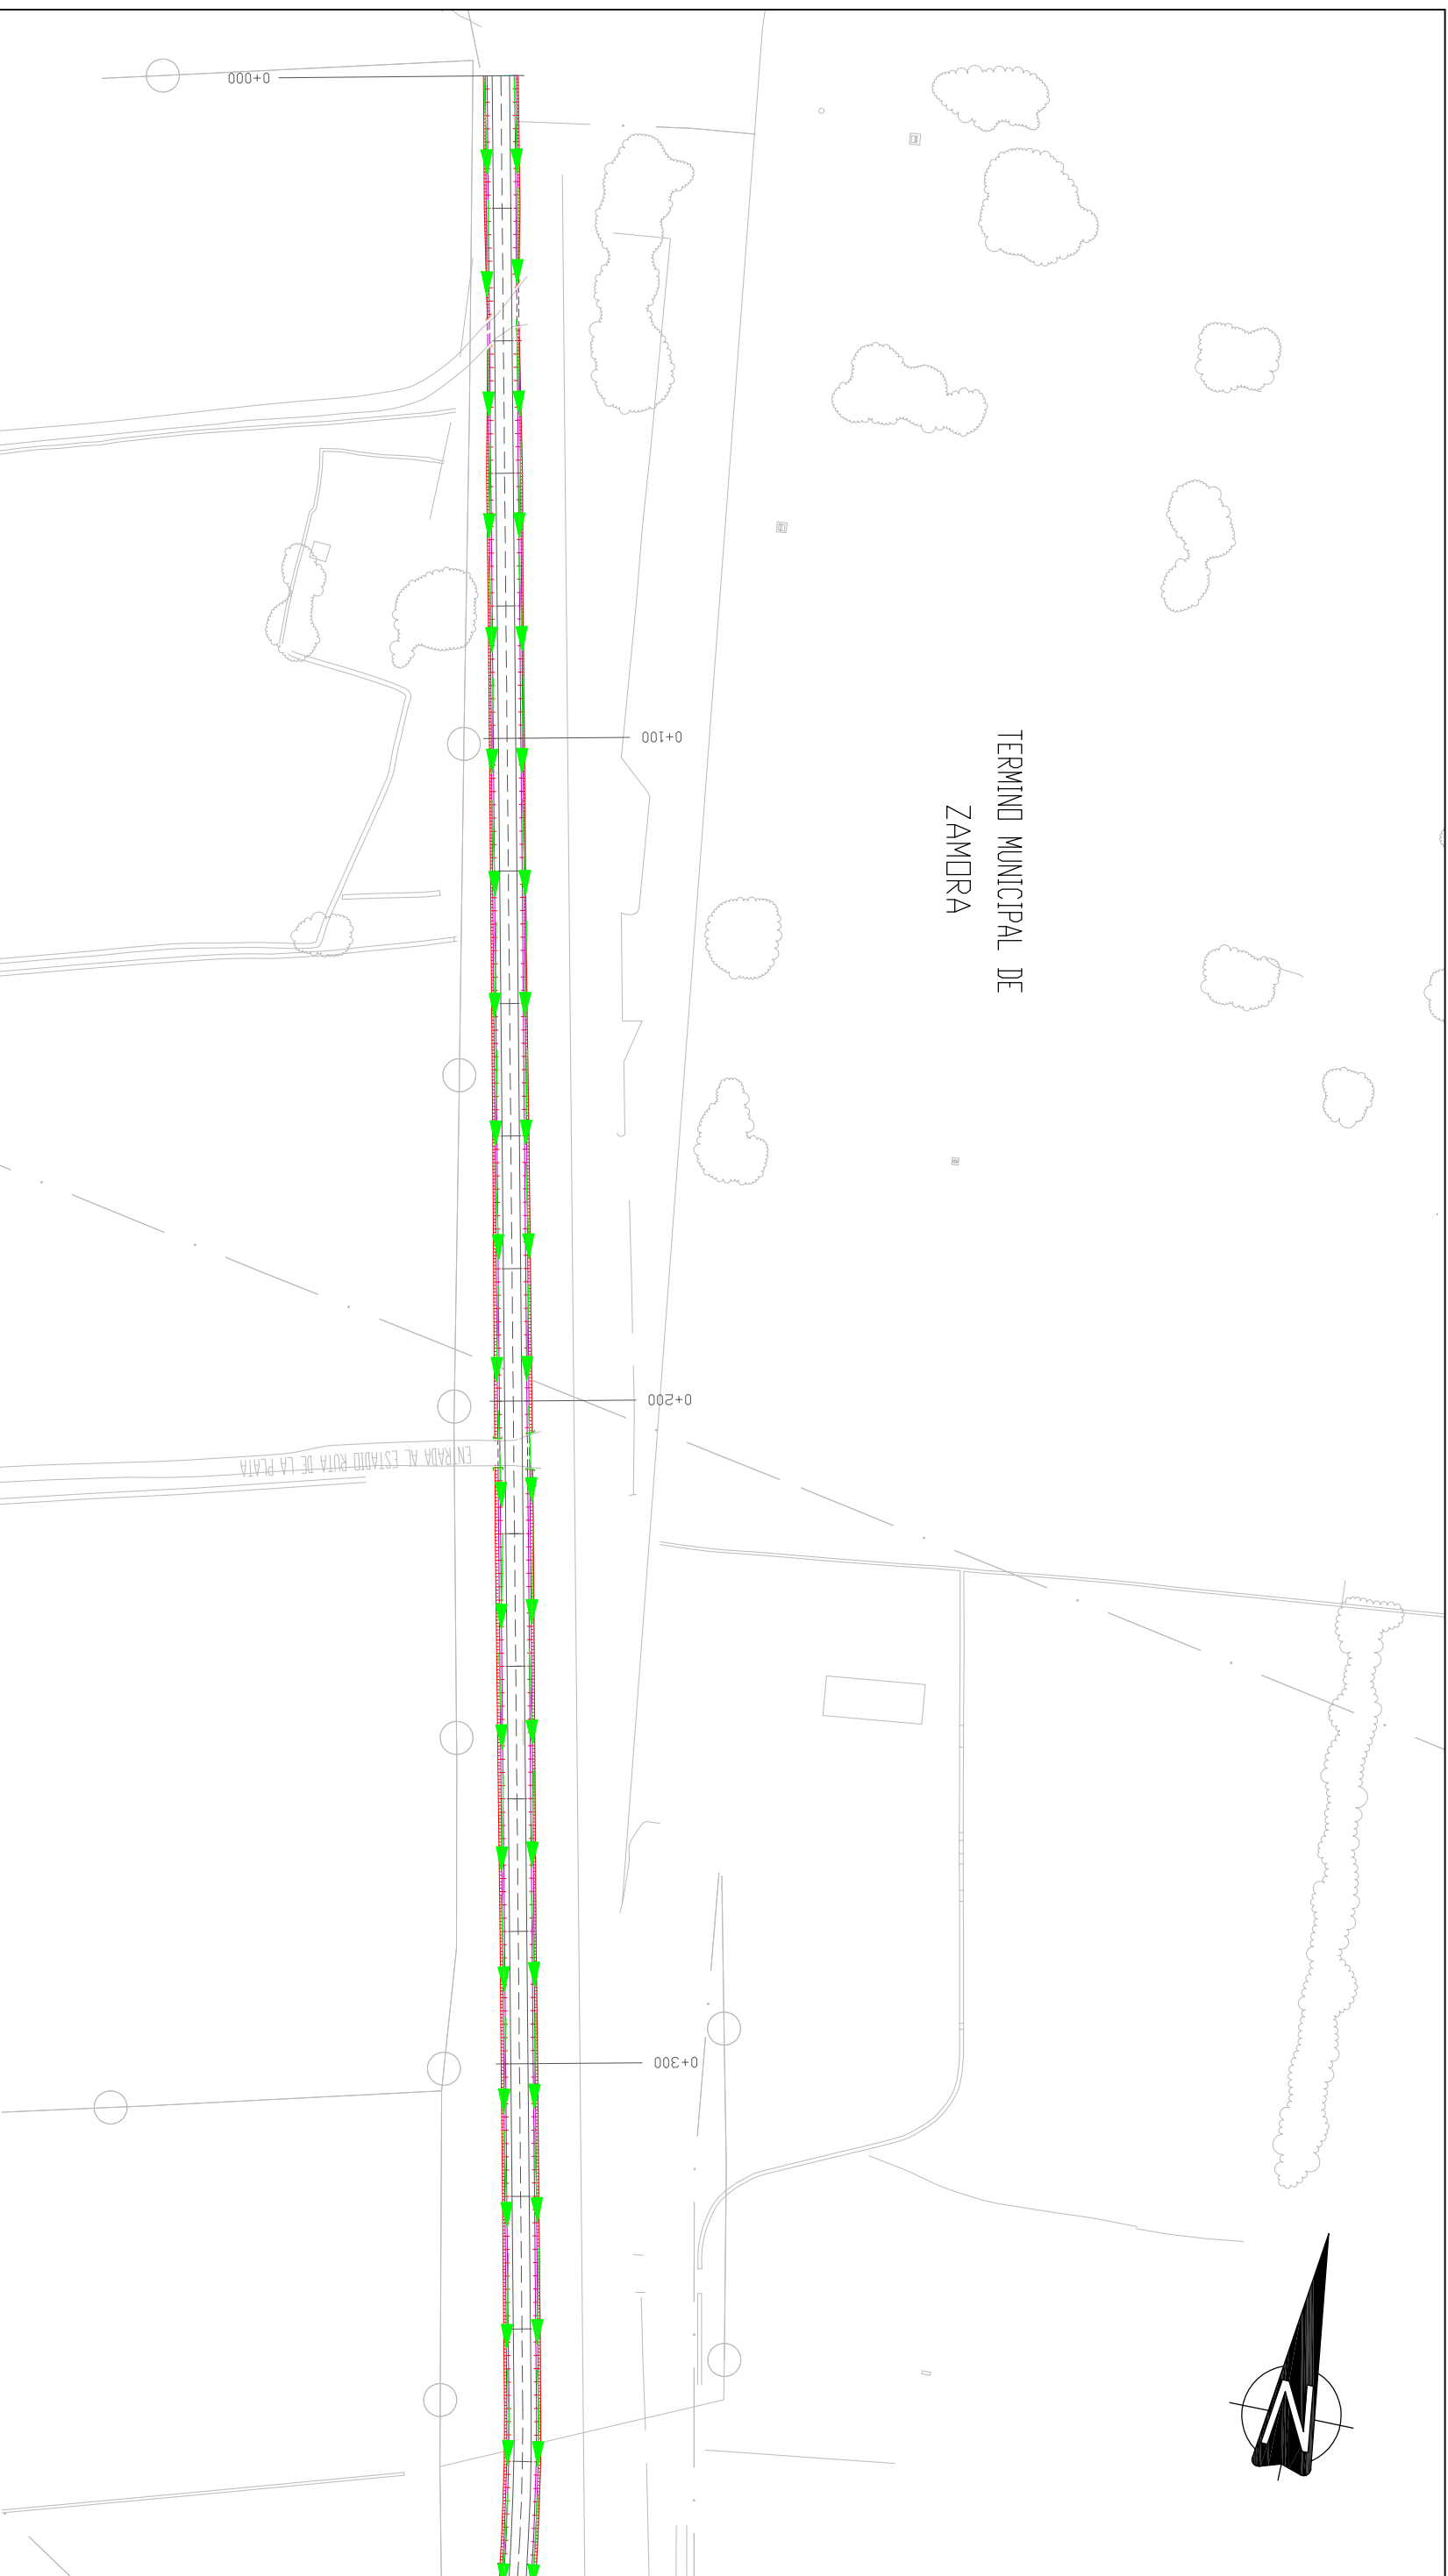 0+000
0+100
TERMINO MUNICIPAL DE
ZAMORA
0+200
ENTRADA AL ESTADIO RUTA DE LA PLATA
0+300
N